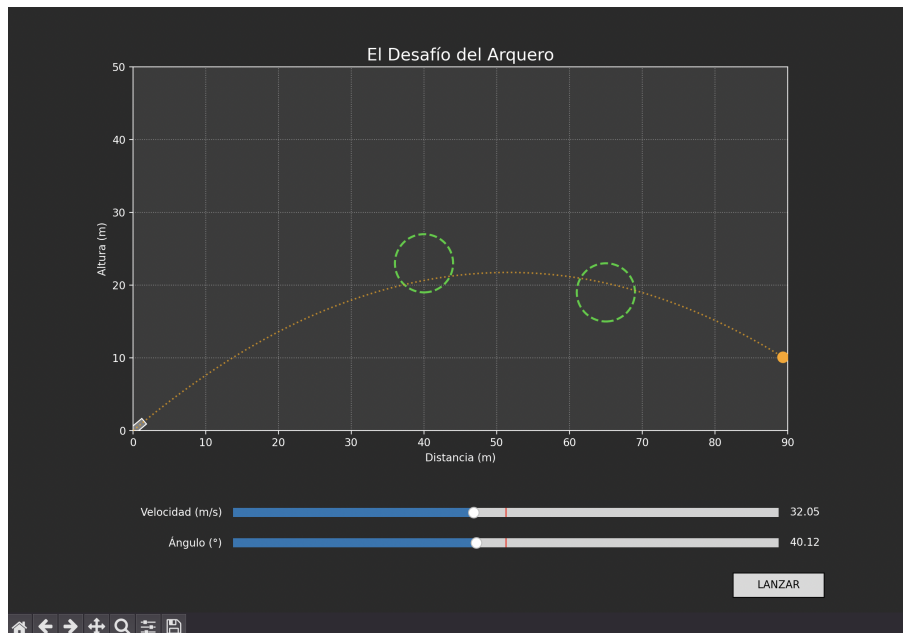 El Desafío del Arquero
50
40
30
20
10
0
Altura (m)
0 10 20 30 40 50 60 70 80 90
Distancia (m)
Velocidad (m/s) 32.05
Ángulo (°) 40.12
LANZAR